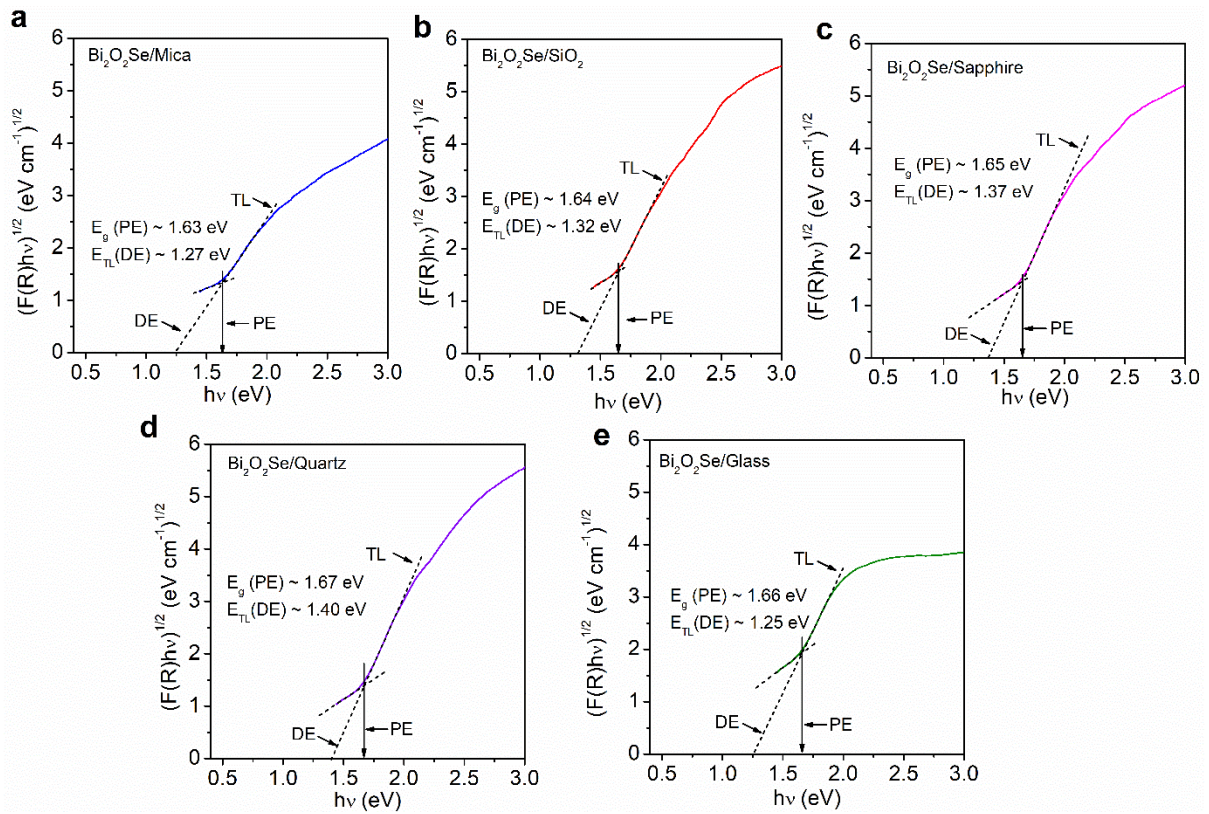 a
Bi₂O₂Se/Mica
(F(R)hν)^1/2 (eV cm⁻¹)^1/2
6
5
4
3
2
1
0
TL
E_g (PE) ~ 1.63 eV
E_TL(DE) ~ 1.27 eV
DE
PE
0.5 1.0 1.5 2.0 2.5 3.0
hν (eV)
b
Bi₂O₂Se/SiO₂
(F(R)hν)^1/2 (eV cm⁻¹)^1/2
6
5
4
3
2
1
0
TL
E_g (PE) ~ 1.64 eV
E_TL(DE) ~ 1.32 eV
DE
PE
0.5 1.0 1.5 2.0 2.5 3.0
hν (eV)
c
Bi₂O₂Se/Sapphire
(F(R)hν)^1/2 (eV cm⁻¹)^1/2
6
5
4
3
2
1
0
TL
E_g (PE) ~ 1.65 eV
E_TL(DE) ~ 1.37 eV
DE
PE
0.5 1.0 1.5 2.0 2.5 3.0
hν (eV)
d
Bi₂O₂Se/Quartz
(F(R)hν)^1/2 (eV cm⁻¹)^1/2
6
5
4
3
2
1
0
TL
E_g (PE) ~ 1.67 eV
E_TL(DE) ~ 1.40 eV
DE
PE
0.5 1.0 1.5 2.0 2.5 3.0
hν (eV)
e
Bi₂O₂Se/Glass
(F(R)hν)^1/2 (eV cm⁻¹)^1/2
6
5
4
3
2
1
0
TL
E_g (PE) ~ 1.66 eV
E_TL(DE) ~ 1.25 eV
DE
PE
0.5 1.0 1.5 2.0 2.5 3.0
hν (eV)